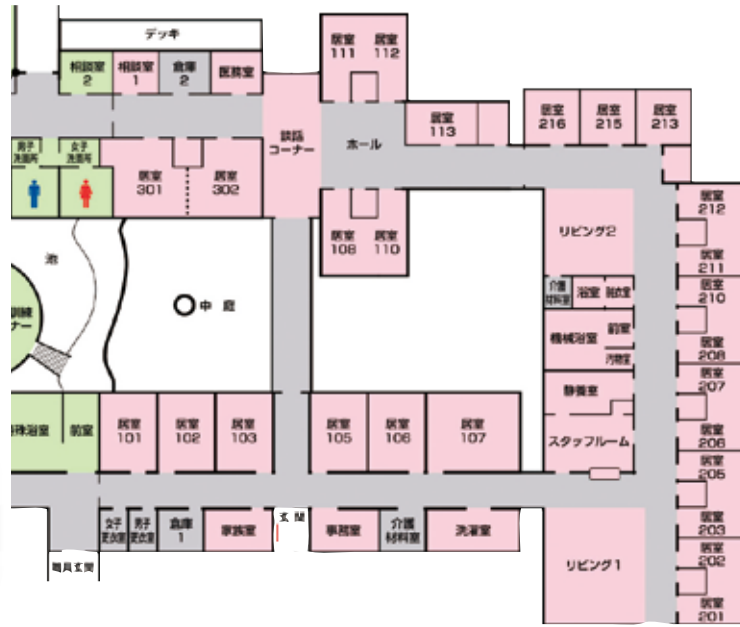 デッキ
相談室
2
相談室
1
倉庫
2
医務室
居室
111
居室
112
居室
113
居室
216
居室
215
居室
213
男子
洗面所
女子
洗面所
居室
301
居室
302
談話
コーナー
ホール
居室
108
居室
110
リビング2
居室
212
居室
211
居室
210
居室
208
居室
207
居室
206
居室
205
居室
203
居室
202
居室
201
池
中庭
介護
材料室
浴室
脱衣室
機械浴室
前室
汚物室
静養室
スタッフルーム
訓練
ナー
殊浴室
前室
居室
101
居室
102
居室
103
居室
105
居室
106
居室
107
女子
更衣室
男子
更衣室
倉庫
1
家族室
玄関
事務室
介護
材料室
洗濯室
リビング1
職員玄関